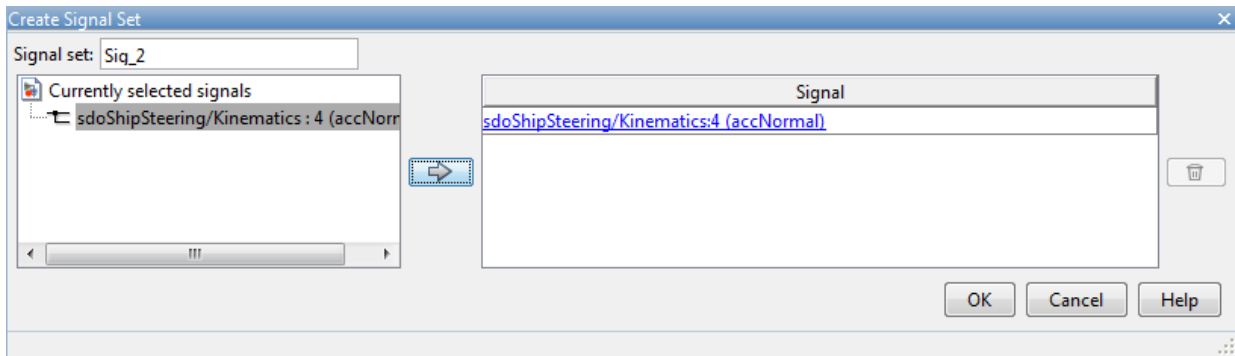 Create Signal Set
Signal set: Sig_2
Currently selected signals
sdoShipSteering/Kinematics : 4 (accNorr
Signal
sdoShipSteering/Kinematics:4 (accNormal)
OK
Cancel
Help